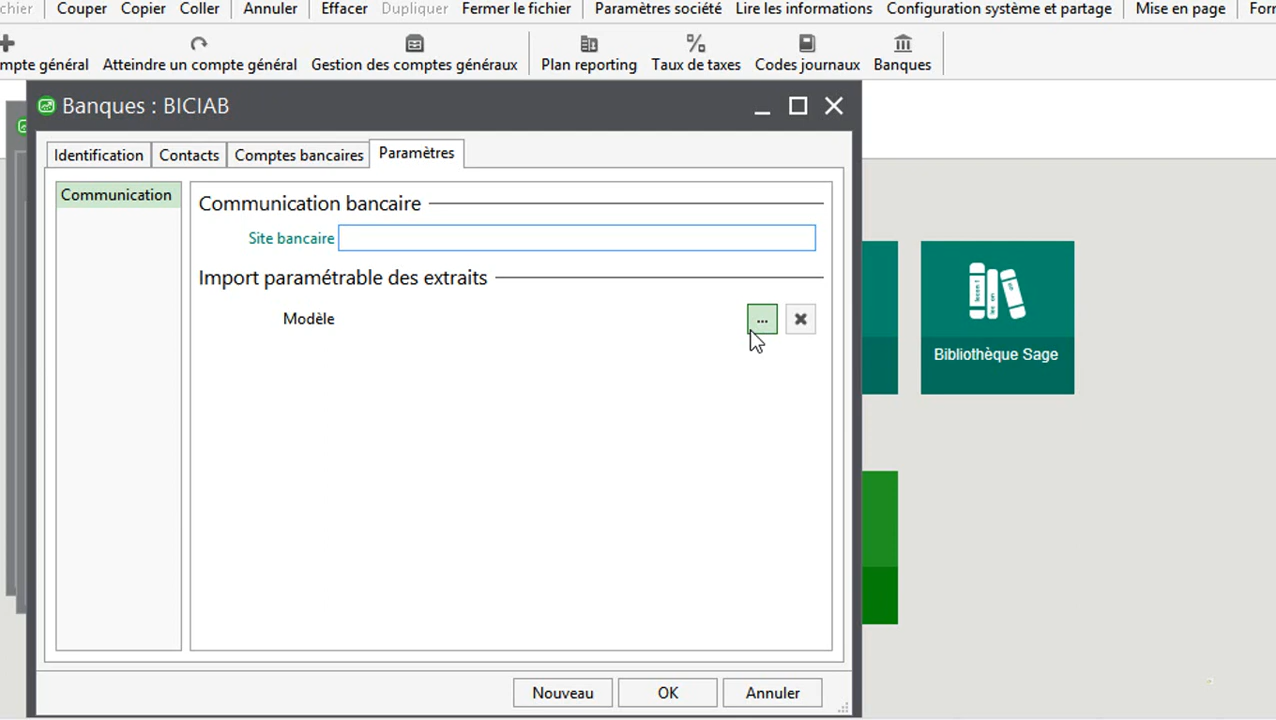 chier Couper Copier Coller Annuler Effacer Dupliquer Fermer le fichier Paramètres société Lire les informations Configuration système et partage Mise en page Forr
mpte général Atteindre un compte général Gestion des comptes généraux Plan reporting Taux de taxes Codes journaux Banques
Banques : BICIAB
Identification Contacts Comptes bancaires Paramètres
Communication
Communication bancaire
Site bancaire
Import paramétrable des extraits
Modèle ...
Bibliothèque Sage
Nouveau OK Annuler